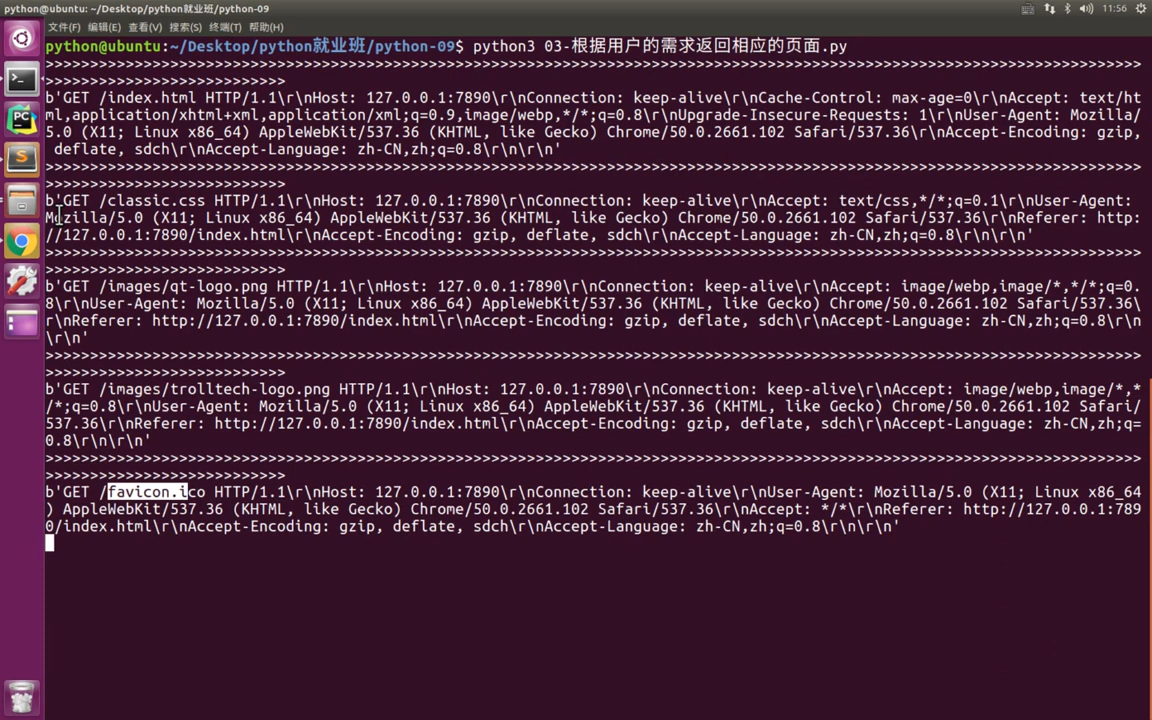 python@ubuntu: ~/Desktop/python就业班/python-09
11:56
文件(F) 编辑(E) 查看(V) 搜索(S) 终端(T) 帮助(H)
python@ubuntu:~/Desktop/python就业班/python-09$ python3 03-根据用户的需求返回相应的页面.py
>>>>>>>>>>>>>>>>>>>>>>>>>>>>>>>>>>>>>>>>>>>>>>>>>>>>>>>>>>>>>>>>>>>>>>>>>>>>>>>>>>>>>>>>>>>>>>>>>>>>>>>>>>>>>>>>>>>>>>>>>>>
>>>>>>>>>>>>>>>>>>>>>>>>>>>
b'GET /index.html HTTP/1.1\r\nHost: 127.0.0.1:7890\r\nConnection: keep-alive\r\nCache-Control: max-age=0\r\nAccept: text/ht
ml,application/xhtml+xml,application/xml;q=0.9,image/webp,*/*;q=0.8\r\nUpgrade-Insecure-Requests: 1\r\nUser-Agent: Mozilla/
5.0 (X11; Linux x86_64) AppleWebKit/537.36 (KHTML, like Gecko) Chrome/50.0.2661.102 Safari/537.36\r\nAccept-Encoding: gzip,
 deflate, sdch\r\nAccept-Language: zh-CN,zh;q=0.8\r\n\r\n'
>>>>>>>>>>>>>>>>>>>>>>>>>>>>>>>>>>>>>>>>>>>>>>>>>>>>>>>>>>>>>>>>>>>>>>>>>>>>>>>>>>>>>>>>>>>>>>>>>>>>>>>>>>>>>>>>>>>>>>>>>>>
>>>>>>>>>>>>>>>>>>>>>>>>>>>
b'GET /classic.css HTTP/1.1\r\nHost: 127.0.0.1:7890\r\nConnection: keep-alive\r\nAccept: text/css,*/*;q=0.1\r\nUser-Agent:
Mozilla/5.0 (X11; Linux x86_64) AppleWebKit/537.36 (KHTML, like Gecko) Chrome/50.0.2661.102 Safari/537.36\r\nReferer: http:
//127.0.0.1:7890/index.html\r\nAccept-Encoding: gzip, deflate, sdch\r\nAccept-Language: zh-CN,zh;q=0.8\r\n\r\n'
>>>>>>>>>>>>>>>>>>>>>>>>>>>>>>>>>>>>>>>>>>>>>>>>>>>>>>>>>>>>>>>>>>>>>>>>>>>>>>>>>>>>>>>>>>>>>>>>>>>>>>>>>>>>>>>>>>>>>>>>>>>
>>>>>>>>>>>>>>>>>>>>>>>>>>>
b'GET /images/qt-logo.png HTTP/1.1\r\nHost: 127.0.0.1:7890\r\nConnection: keep-alive\r\nAccept: image/webp,image/*,*/*;q=0.
8\r\nUser-Agent: Mozilla/5.0 (X11; Linux x86_64) AppleWebKit/537.36 (KHTML, like Gecko) Chrome/50.0.2661.102 Safari/537.36\
r\nReferer: http://127.0.0.1:7890/index.html\r\nAccept-Encoding: gzip, deflate, sdch\r\nAccept-Language: zh-CN,zh;q=0.8\r\n
\r\n'
>>>>>>>>>>>>>>>>>>>>>>>>>>>>>>>>>>>>>>>>>>>>>>>>>>>>>>>>>>>>>>>>>>>>>>>>>>>>>>>>>>>>>>>>>>>>>>>>>>>>>>>>>>>>>>>>>>>>>>>>>>>
>>>>>>>>>>>>>>>>>>>>>>>>>>>
b'GET /images/trolltech-logo.png HTTP/1.1\r\nHost: 127.0.0.1:7890\r\nConnection: keep-alive\r\nAccept: image/webp,image/*,*
/*;q=0.8\r\nUser-Agent: Mozilla/5.0 (X11; Linux x86_64) AppleWebKit/537.36 (KHTML, like Gecko) Chrome/50.0.2661.102 Safari/
537.36\r\nReferer: http://127.0.0.1:7890/index.html\r\nAccept-Encoding: gzip, deflate, sdch\r\nAccept-Language: zh-CN,zh;q=
0.8\r\n\r\n'
>>>>>>>>>>>>>>>>>>>>>>>>>>>>>>>>>>>>>>>>>>>>>>>>>>>>>>>>>>>>>>>>>>>>>>>>>>>>>>>>>>>>>>>>>>>>>>>>>>>>>>>>>>>>>>>>>>>>>>>>>>>
>>>>>>>>>>>>>>>>>>>>>>>>>>>
b'GET /favicon.ico HTTP/1.1\r\nHost: 127.0.0.1:7890\r\nConnection: keep-alive\r\nUser-Agent: Mozilla/5.0 (X11; Linux x86_64
) AppleWebKit/537.36 (KHTML, like Gecko) Chrome/50.0.2661.102 Safari/537.36\r\nAccept: */*\r\nReferer: http://127.0.0.1:789
0/index.html\r\nAccept-Encoding: gzip, deflate, sdch\r\nAccept-Language: zh-CN,zh;q=0.8\r\n\r\n'